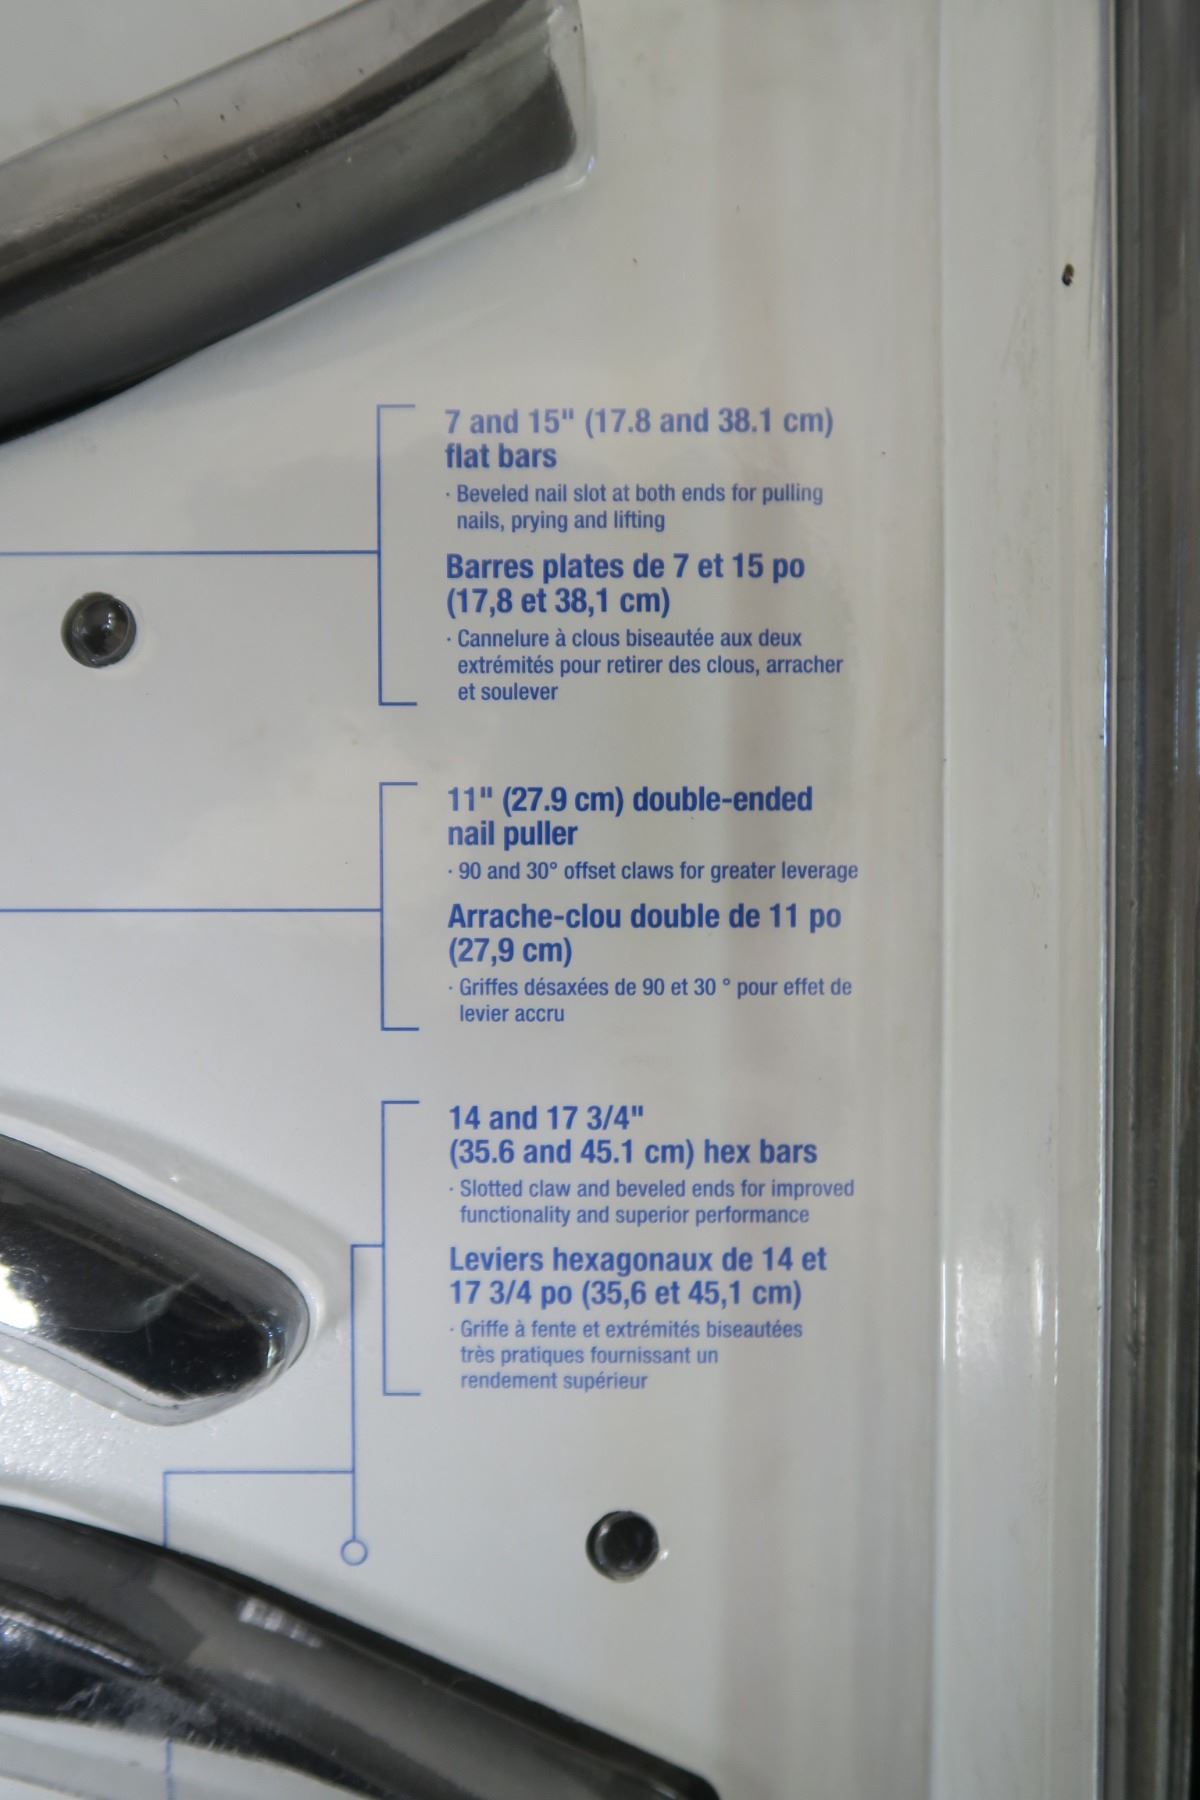 7 and 15" (17.8 and 38.1 cm)
flat bars
· Beveled nail slot at both ends for pulling
nails, prying and lifting
Barres plates de 7 et 15 po
(17,8 et 38,1 cm)
· Cannelure à clous biseautée aux deux
extrémités pour retirer des clous, arracher
et soulever
11" (27.9 cm) double-ended
nail puller
· 90 and 30° offset claws for greater leverage
Arrache-clou double de 11 po
(27,9 cm)
· Griffes désaxées de 90 et 30 ° pour effet de
levier accru
14 and 17 3/4"
(35.6 and 45.1 cm) hex bars
· Slotted claw and beveled ends for improved
functionality and superior performance
Leviers hexagonaux de 14 et
17 3/4 po (35,6 et 45,1 cm)
· Griffe à fente et extrémités biseautées
très pratiques fournissant un
rendement supérieur